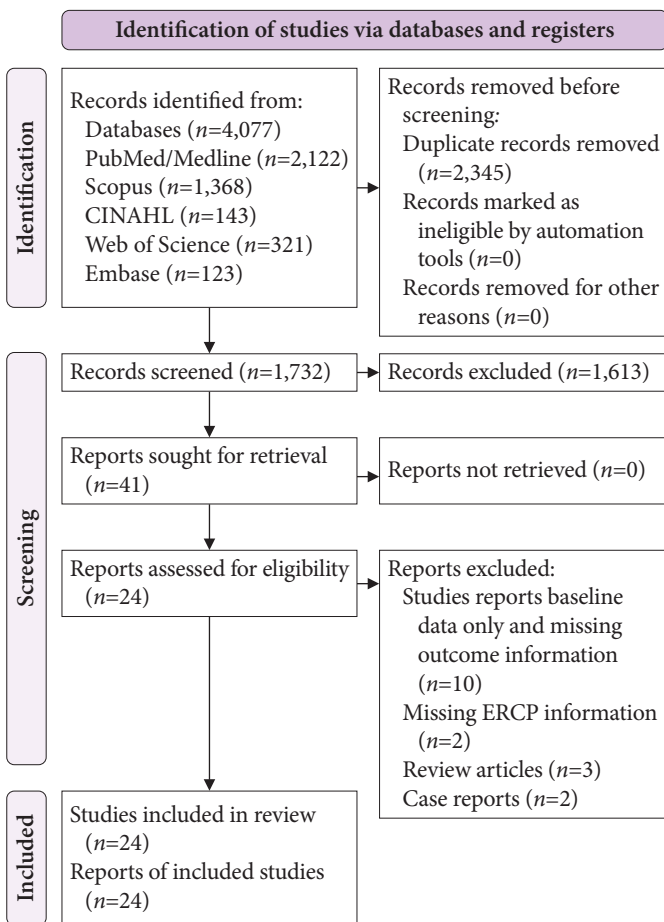 Identification of studies via databases and registers
Identification
Records identified from:
Databases (n=4,077)
PubMed/Medline (n=2,122)
Scopus (n=1,368)
CINAHL (n=143)
Web of Science (n=321)
Embase (n=123)
Records removed before
screening:
Duplicate records removed
(n=2,345)
Records marked as
ineligible by automation
tools (n=0)
Records removed for other
reasons (n=0)
Screening
Records screened (n=1,732)
Records excluded (n=1,613)
Reports sought for retrieval
(n=41)
Reports not retrieved (n=0)
Reports assessed for eligibility
(n=24)
Reports excluded:
Studies reports baseline
data only and missing
outcome information
(n=10)
Missing ERCP information
(n=2)
Review articles (n=3)
Case reports (n=2)
Included
Studies included in review
(n=24)
Reports of included studies
(n=24)